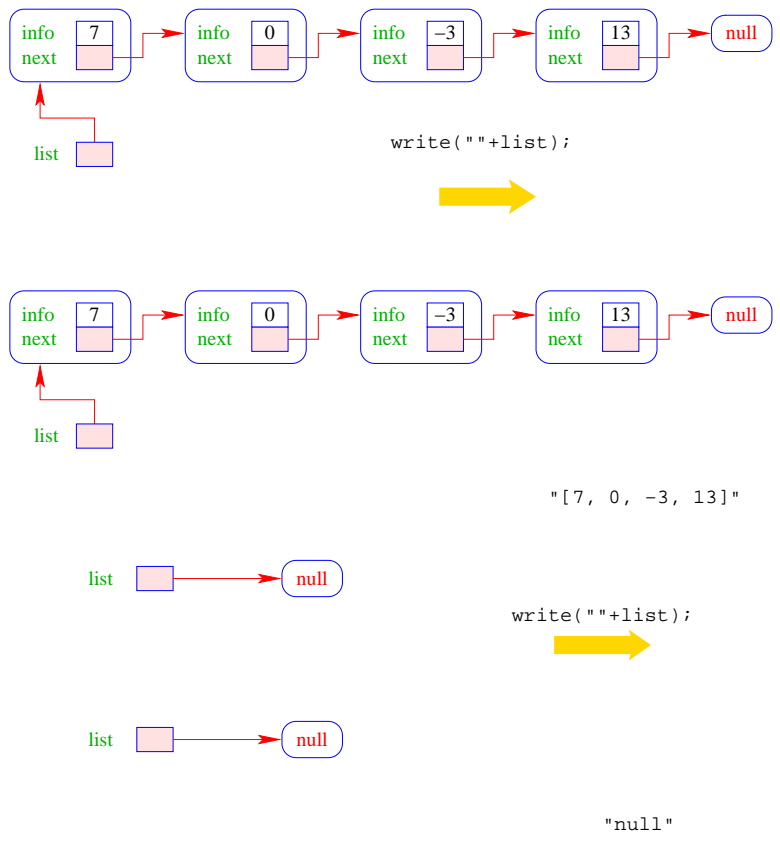 info 7 info 0 info −3 info 13 null
next next next next
write(""+list);
list
info 7 info 0 info −3 info 13 null
next next next next
list
"[7, 0, −3, 13]"
list null
write(""+list);
list null
"null"